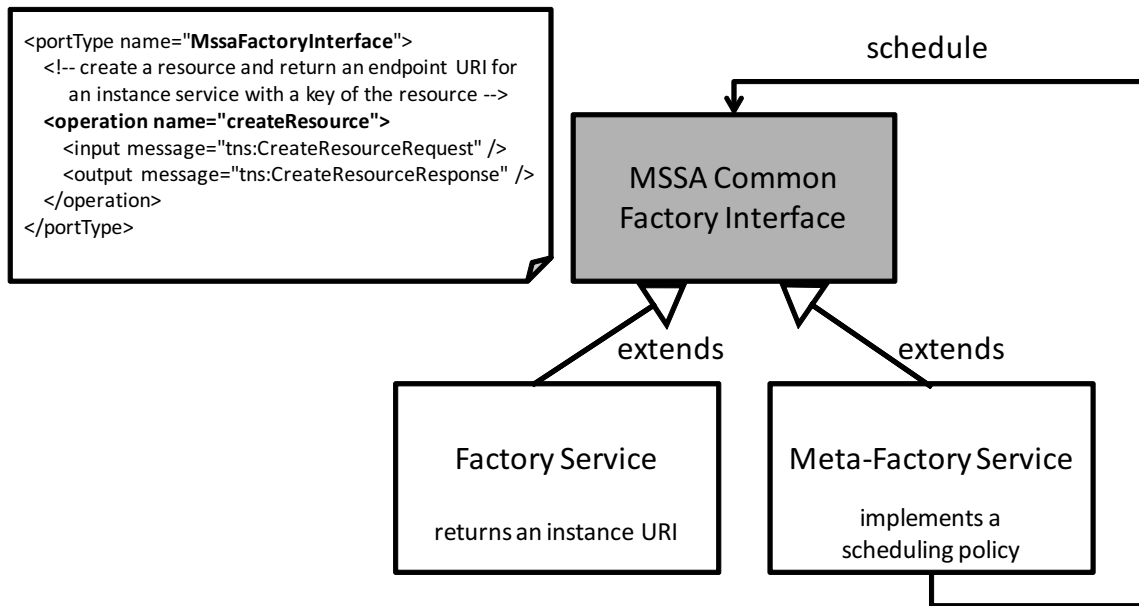 <portType name="MssaFactoryInterface">
<!-- create a resource and return an endpoint URI for
an instance service with a key of the resource -->
<operation name="createResource">
<input message="tns:CreateResourceRequest" />
<output message="tns:CreateResourceResponse" />
</operation>
</portType>
schedule
MSSA Common
Factory Interface
extends
extends
Factory Service
returns an instance URI
Meta-Factory Service
implements a
scheduling policy